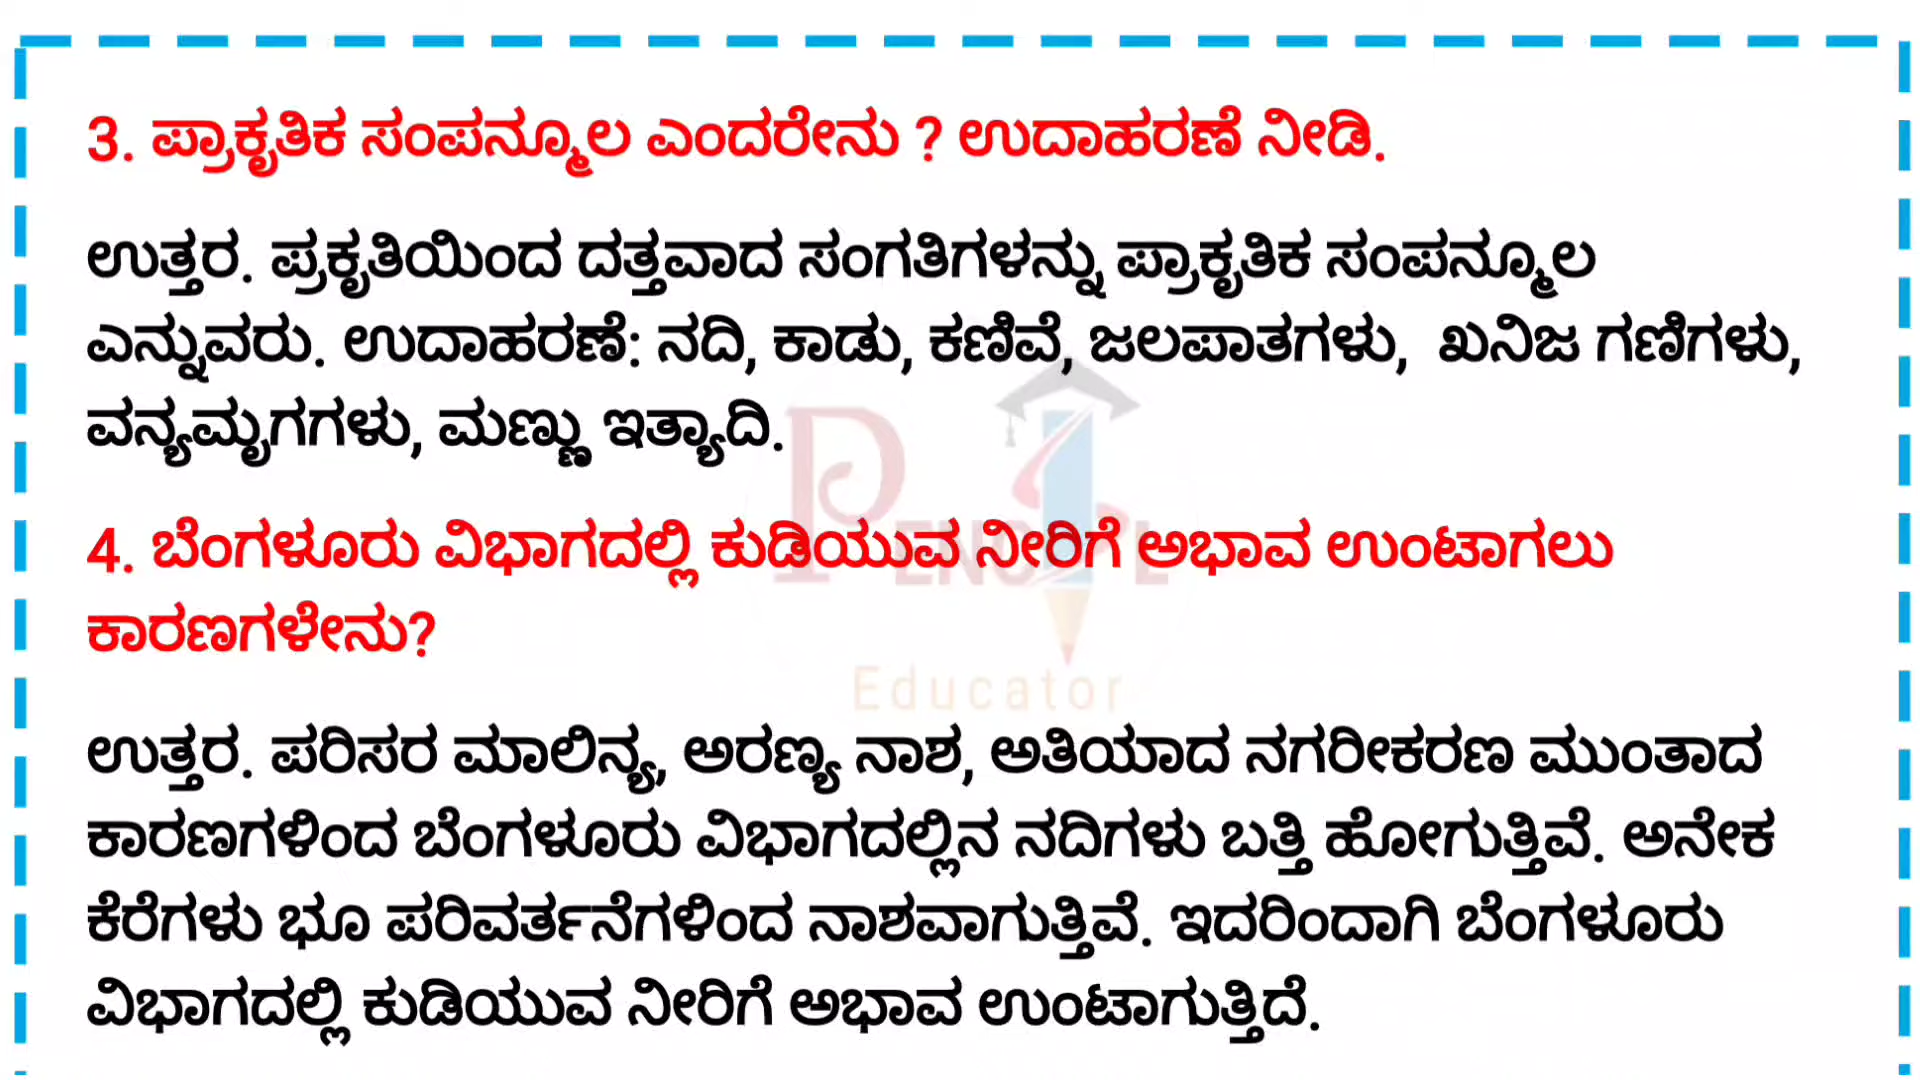 3. ಪ್ರಾಕೃತಿಕ ಸಂಪನ್ಮೂಲ ಎಂದರೇನು ? ಉದಾಹರಣೆ ನೀಡಿ.
ಉತ್ತರ. ಪ್ರಕೃತಿಯಿಂದ ದತ್ತವಾದ ಸಂಗತಿಗಳನ್ನು ಪ್ರಾಕೃತಿಕ ಸಂಪನ್ಮೂಲ
ಎನ್ನುವರು. ಉದಾಹರಣೆ: ನದಿ, ಕಾಡು, ಕಣಿವೆ, ಜಲಪಾತಗಳು, ಖನಿಜ ಗಣಿಗಳು,
ವನ್ಯಮೃಗಗಳು, ಮಣ್ಣು ಇತ್ಯಾದಿ.
4. ಬೆಂಗಳೂರು ವಿಭಾಗದಲ್ಲಿ ಕುಡಿಯುವ ನೀರಿಗೆ ಅಭಾವ ಉಂಟಾಗಲು
ಕಾರಣಗಳೇನು?
PENCIL
Educator
ಉತ್ತರ. ಪರಿಸರ ಮಾಲಿನ್ಯ, ಅರಣ್ಯ ನಾಶ, ಅತಿಯಾದ ನಗರೀಕರಣ ಮುಂತಾದ
ಕಾರಣಗಳಿಂದ ಬೆಂಗಳೂರು ವಿಭಾಗದಲ್ಲಿನ ನದಿಗಳು ಬತ್ತಿ ಹೋಗುತ್ತಿವೆ. ಅನೇಕ
ಕೆರೆಗಳು ಭೂ ಪರಿವರ್ತನೆಗಳಿಂದ ನಾಶವಾಗುತ್ತಿವೆ. ಇದರಿಂದಾಗಿ ಬೆಂಗಳೂರು
ವಿಭಾಗದಲ್ಲಿ ಕುಡಿಯುವ ನೀರಿಗೆ ಅಭಾವ ಉಂಟಾಗುತ್ತಿದೆ.